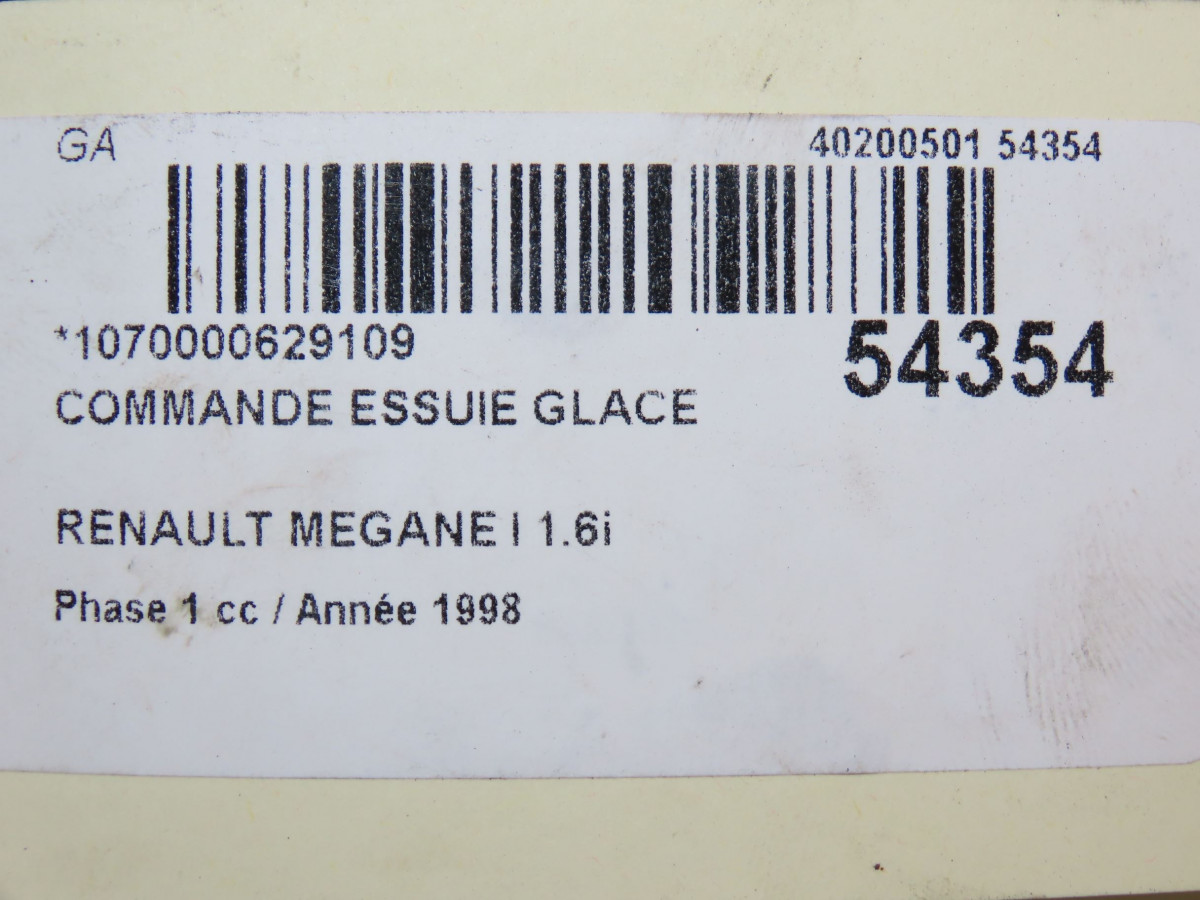 GA
40200501 54354
*1070000629109
54354
COMMANDE ESSUIE GLACE
RENAULT MEGANE I 1.6i
Phase 1 cc / Année 1998